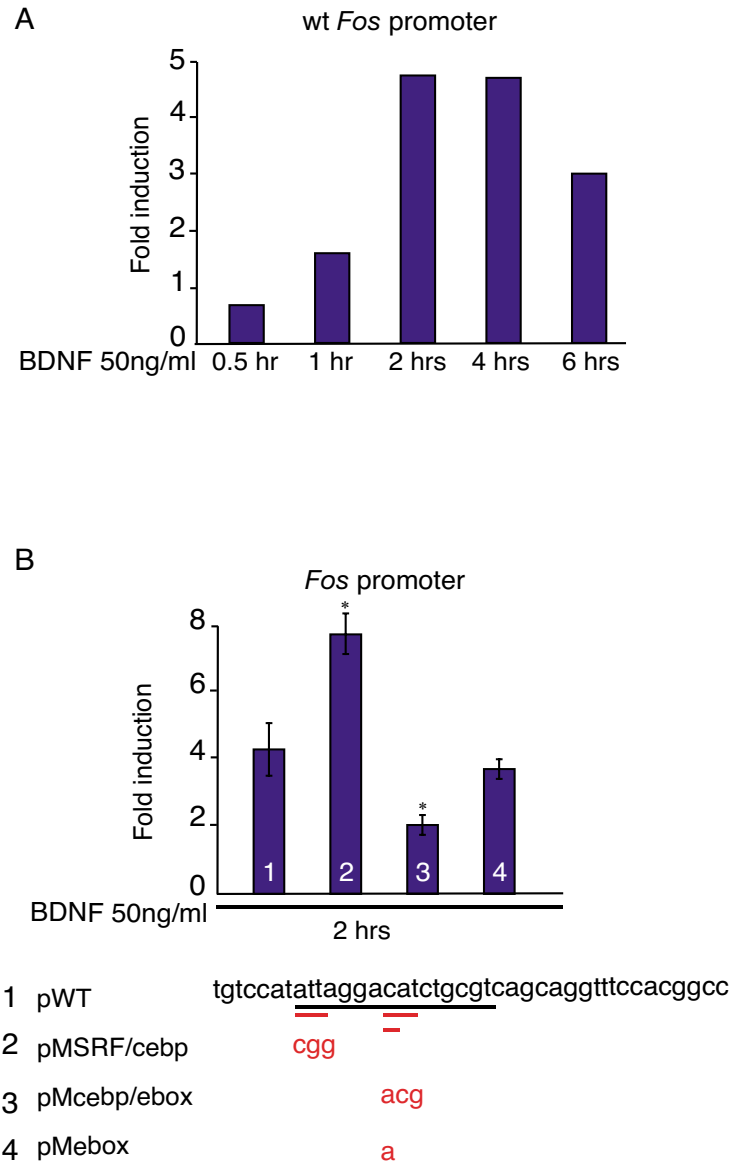 A
wt Fos promoter
Fold induction
5
4
3
2
1
0
BDNF 50ng/ml 0.5 hr 1 hr 2 hrs 4 hrs 6 hrs
B
Fos promoter
Fold induction
8
6
4
2
0
* *
1 2 3 4
BDNF 50ng/ml
2 hrs
1 pWT tgtccatattaggacatctgcgtcagcaggtttccacggcc
2 pMSRF/cebp cgg
3 pMcebp/ebox acg
4 pMebox a